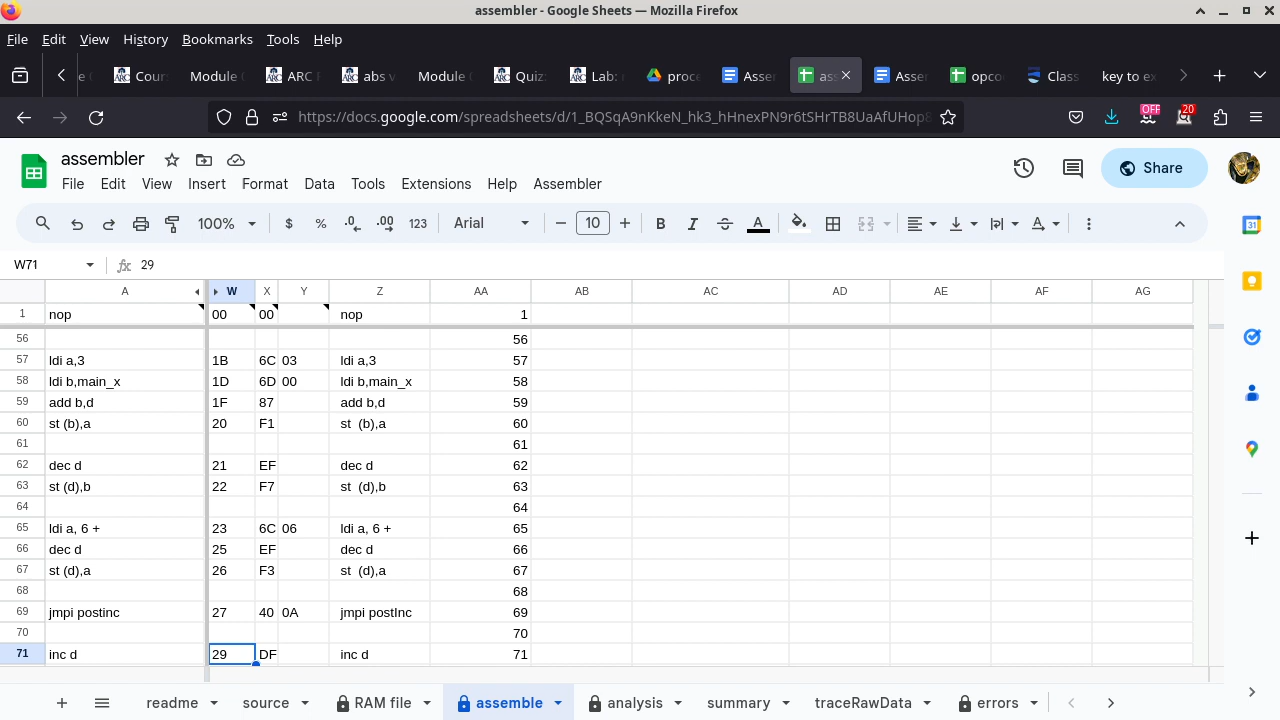 assembler - Google Sheets — Mozilla Firefox
File Edit View History Bookmarks Tools Help
Cour Module ARC abs v Module Quiz: Lab: proce Asser ass Asser opco Class key to ex
https://docs.google.com/spreadsheets/d/1_BQSqA9nKkeN_hk3_hHnexPN9r6tSHrTB8UaAfUHop8
OFF 20
assembler
File Edit View Insert Format Data Tools Extensions Help Assembler
Share
100% $ % .0 .00 123 Arial 10 B I S A
W71 fx 29
A W X Y Z AA AB AC AD AE AF AG
1 nop 00 00 nop 1
56 56
57 ldi a,3 1B 6C 03 ldi a,3 57
58 ldi b,main_x 1D 6D 00 ldi b,main_x 58
59 add b,d 1F 87 add b,d 59
60 st (b),a 20 F1 st (b),a 60
61 61
62 dec d 21 EF dec d 62
63 st (d),b 22 F7 st (d),b 63
64 64
65 ldi a, 6 + 23 6C 06 ldi a, 6 + 65
66 dec d 25 EF dec d 66
67 st (d),a 26 F3 st (d),a 67
68 68
69 jmpi postinc 27 40 0A jmpi postInc 69
70 70
71 inc d 29 DF inc d 71
readme source RAM file assemble analysis summary traceRawData errors
31